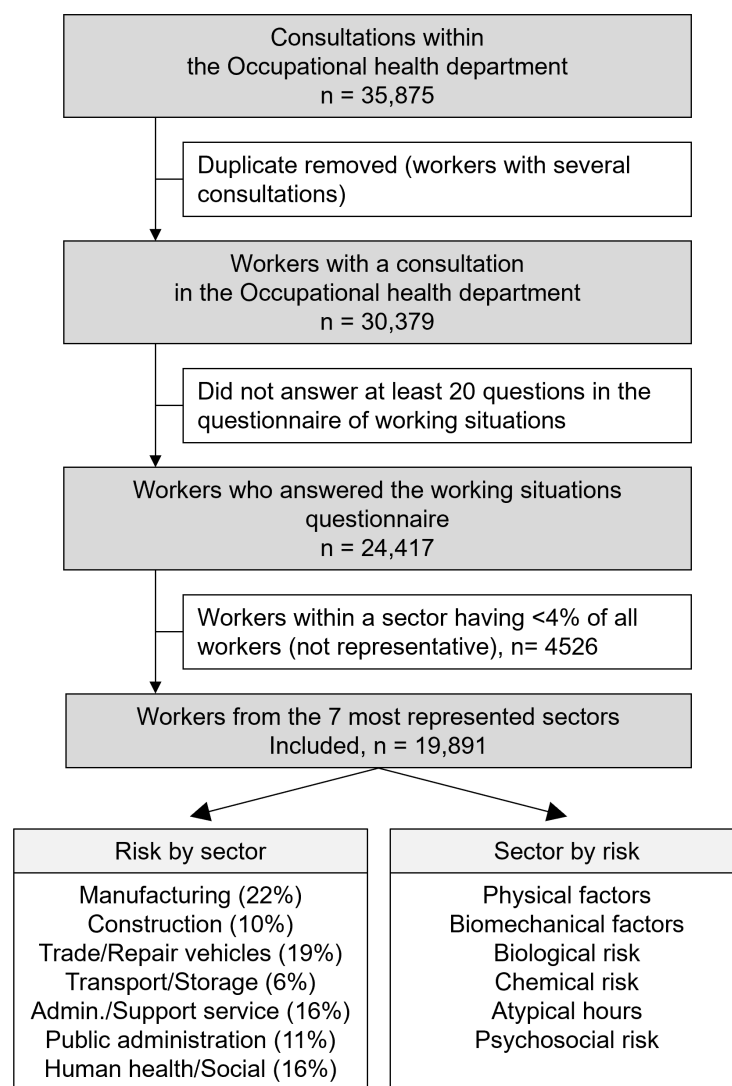 Consultations within
the Occupational health department
n = 35,875
Duplicate removed (workers with several
consultations)
Workers with a consultation
in the Occupational health department
n = 30,379
Did not answer at least 20 questions in the
questionnaire of working situations
Workers who answered the working situations
questionnaire
n = 24,417
Workers within a sector having <4% of all
workers (not representative), n= 4526
Workers from the 7 most represented sectors
Included, n = 19,891
Risk by sector
Manufacturing (22%)
Construction (10%)
Trade/Repair vehicles (19%)
Transport/Storage (6%)
Admin./Support service (16%)
Public administration (11%)
Human health/Social (16%)
Sector by risk
Physical factors
Biomechanical factors
Biological risk
Chemical risk
Atypical hours
Psychosocial risk